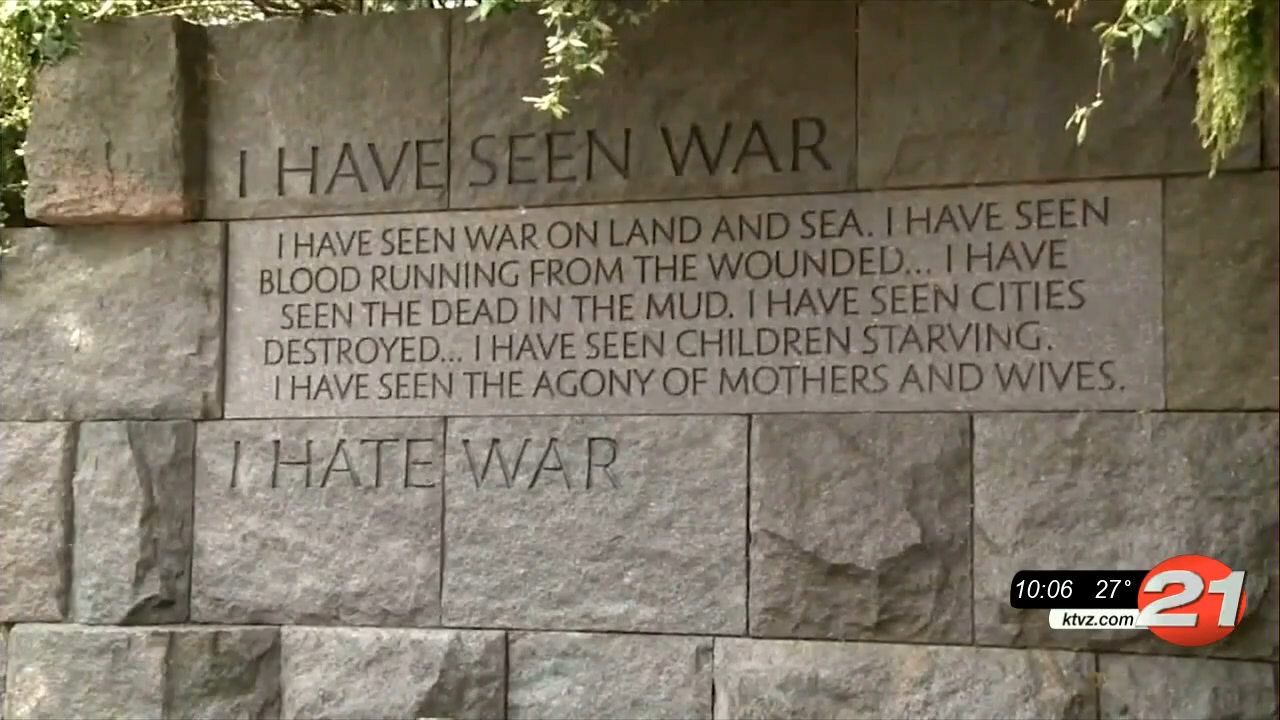 I HAVE SEEN WAR
I HAVE SEEN WAR ON LAND AND SEA. I HAVE SEEN
BLOOD RUNNING FROM THE WOUNDED... I HAVE
SEEN THE DEAD IN THE MUD. I HAVE SEEN CITIES
DESTROYED... I HAVE SEEN CHILDREN STARVING.
I HAVE SEEN THE AGONY OF MOTHERS AND WIVES.
I HATE WAR
10:06 27° 21
ktvz.com